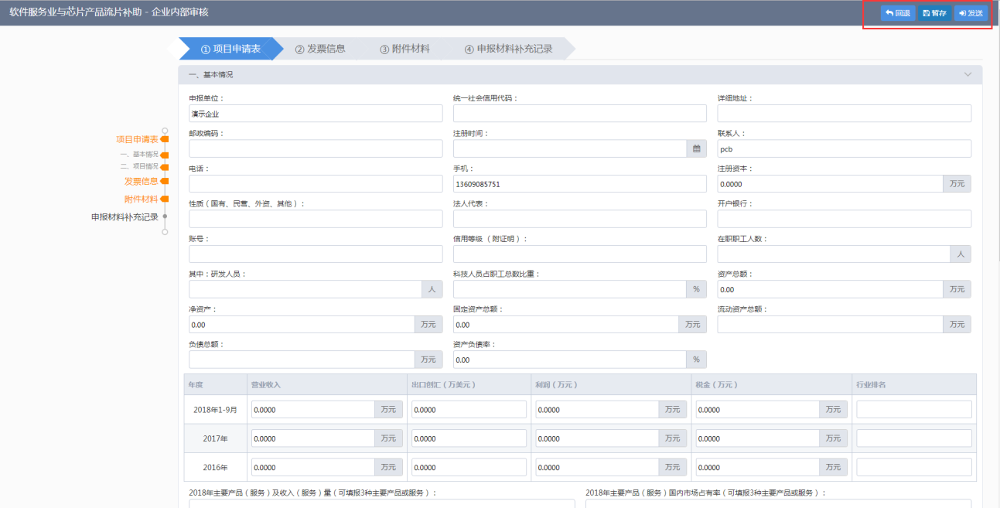 软件服务业与芯片产品流片补助 - 企业内部审核 回退 暂存 发送
① 项目申请表 ② 发票信息 ③ 附件材料 ④ 申报材料补充记录
一、基本情况
项目申请表
一、基本情况
二、项目情况
发票信息
附件材料
申报材料补充记录
申报单位： 统一社会信用代码： 详细地址：
演示企业
邮政编码： 注册时间： 联系人：
pcb
电话： 手机： 注册资本：
13609085751 0.0000 万元
性质（国有、民营、外资、其他）： 法人代表： 开户银行：
账号： 信用等级（附证明）： 在职职工人数：
人
其中：研发人员： 科技人员占职工总数比重： 资产总额：
人 % 0.00 万元
净资产： 固定资产总额： 流动资产总额：
0.00 万元 0.00 万元 万元
负债总额： 资产负债率：
万元 0.00 %
年度 营业收入 出口创汇（万美元） 利润（万元） 税金（万元） 行业排名
2018年1-9月 0.0000 万元 0.0000 0.0000 万元 0.0000 万元
2017年 0.0000 万元 0.0000 0.0000 万元 0.0000 万元
2016年 0.0000 万元 0.0000 0.0000 万元 0.0000 万元
2018年主要产品（服务）及收入（服务）量（可填报3种主要产品或服务）： 2018年主要产品（服务）国内市场占有率（可填报3种主要产品或服务）：